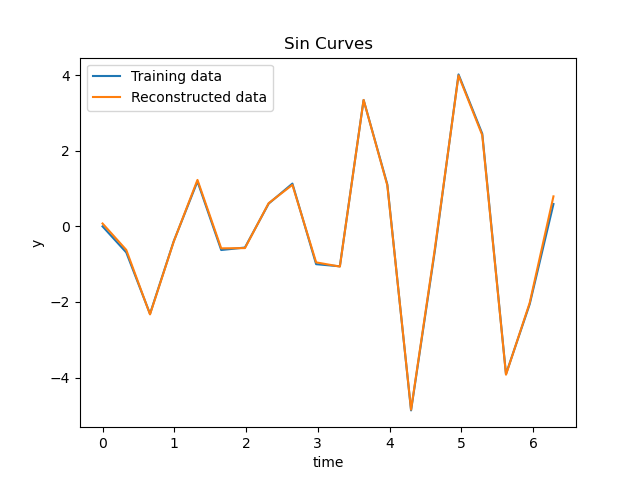 Sin Curves
Training data
Reconstructed data
y
4
2
0
−2
−4
0 1 2 3 4 5 6
time